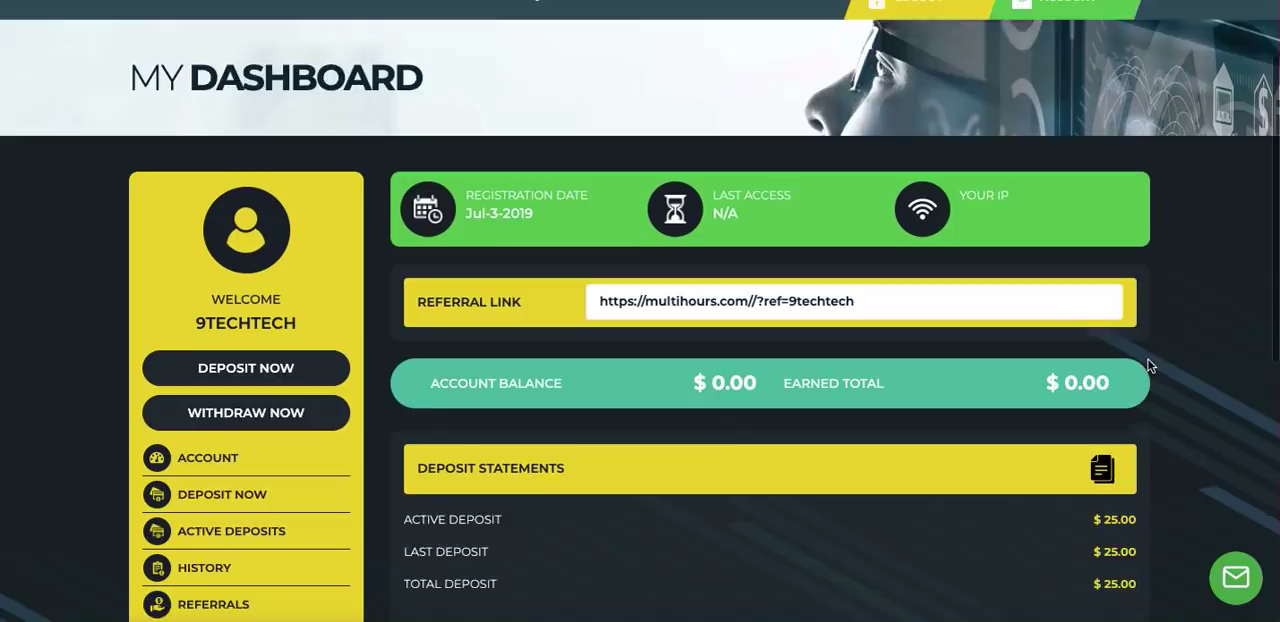 MY DASHBOARD
REGISTRATION DATE
Jul-3-2019
LAST ACCESS
N/A
YOUR IP
WELCOME
9TECHTECH
DEPOSIT NOW
WITHDRAW NOW
ACCOUNT
DEPOSIT NOW
ACTIVE DEPOSITS
HISTORY
REFERRALS
REFERRAL LINK
https://multihours.com//?ref=9techtech
ACCOUNT BALANCE $ 0.00 EARNED TOTAL $ 0.00
DEPOSIT STATEMENTS
ACTIVE DEPOSIT $ 25.00
LAST DEPOSIT $ 25.00
TOTAL DEPOSIT $ 25.00